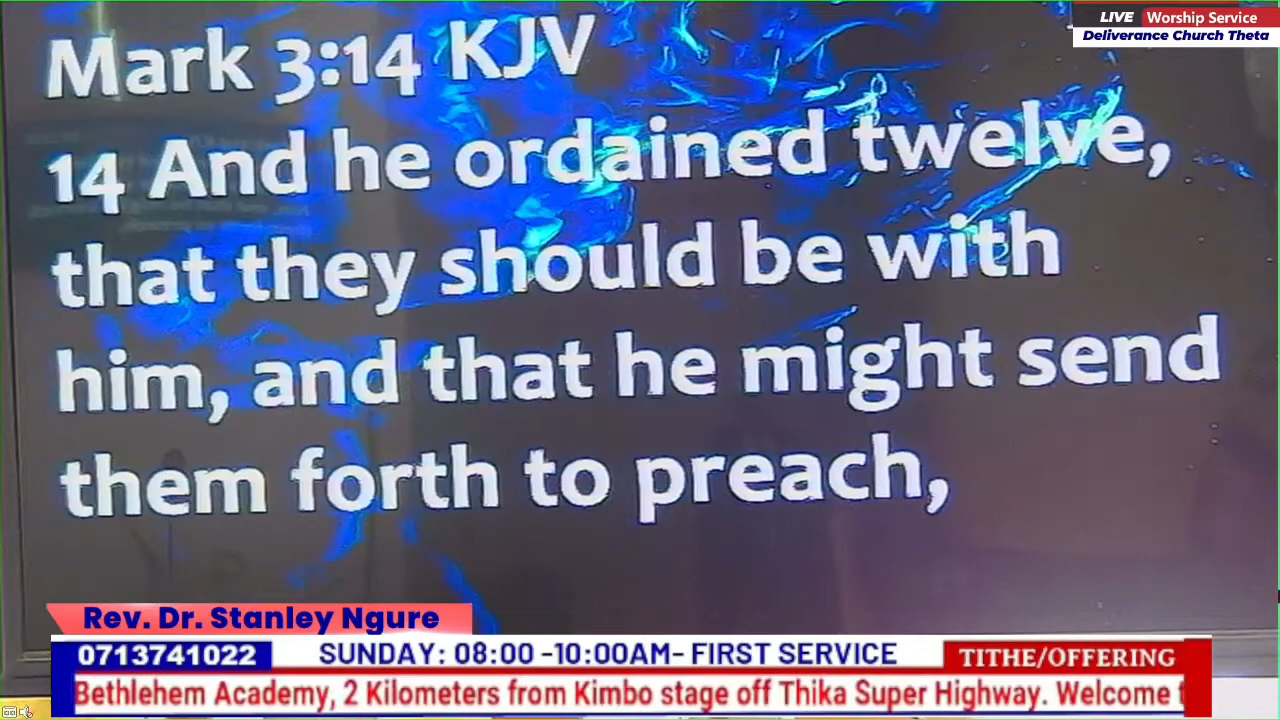 LIVE Worship Service
Deliverance Church Theta
Mark 3:14 KJV
14 And he ordained twelve,
that they should be with
him, and that he might send
them forth to preach,
Rev. Dr. Stanley Ngure
0713741022 SUNDAY: 08:00 -10:00AM- FIRST SERVICE TITHE/OFFERING
Bethlehem Academy, 2 Kilometers from Kimbo stage off Thika Super Highway. Welcome